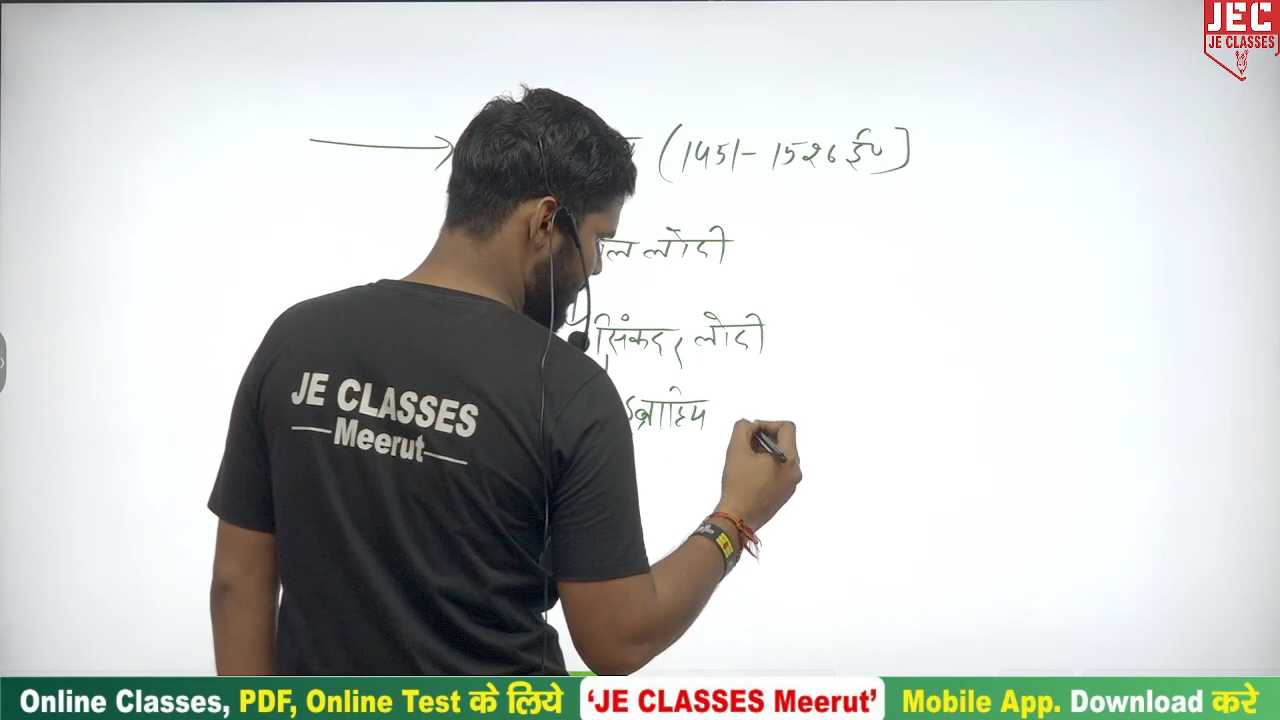 JEC
JE CLASSES
(1451-1526 ई०)
लोदी
सिंकदर लोदी
इब्राहिम
JE CLASSES
Meerut
Online Classes, PDF, Online Test के लिये ‘JE CLASSES Meerut’ Mobile App. Download करे